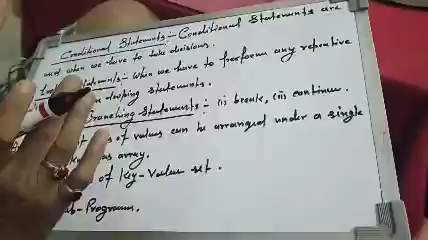 Conditional Statements:- Conditional Statements are
used when we have to take decisions.
Statements:- When we have to perform any repeative
looping statements.
Branching Statements:- (i) break, (ii) continue.
of values can be arranged under a single
as array.
of Key-Value set.
Programs.